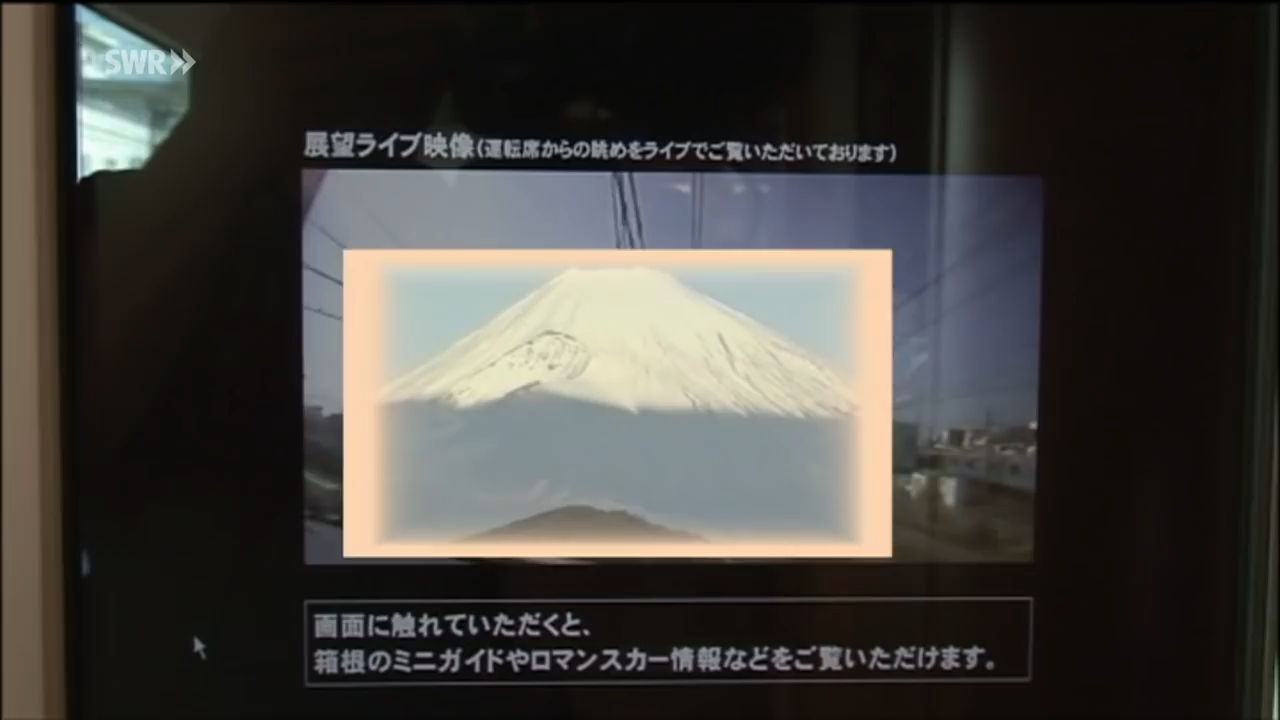 SWR
展望ライブ映像(運転席からの眺めをライブでご覧いただいております)
画面に触れていただくと、
箱根のミニガイドやロマンスカー情報などをご覧いただけます。